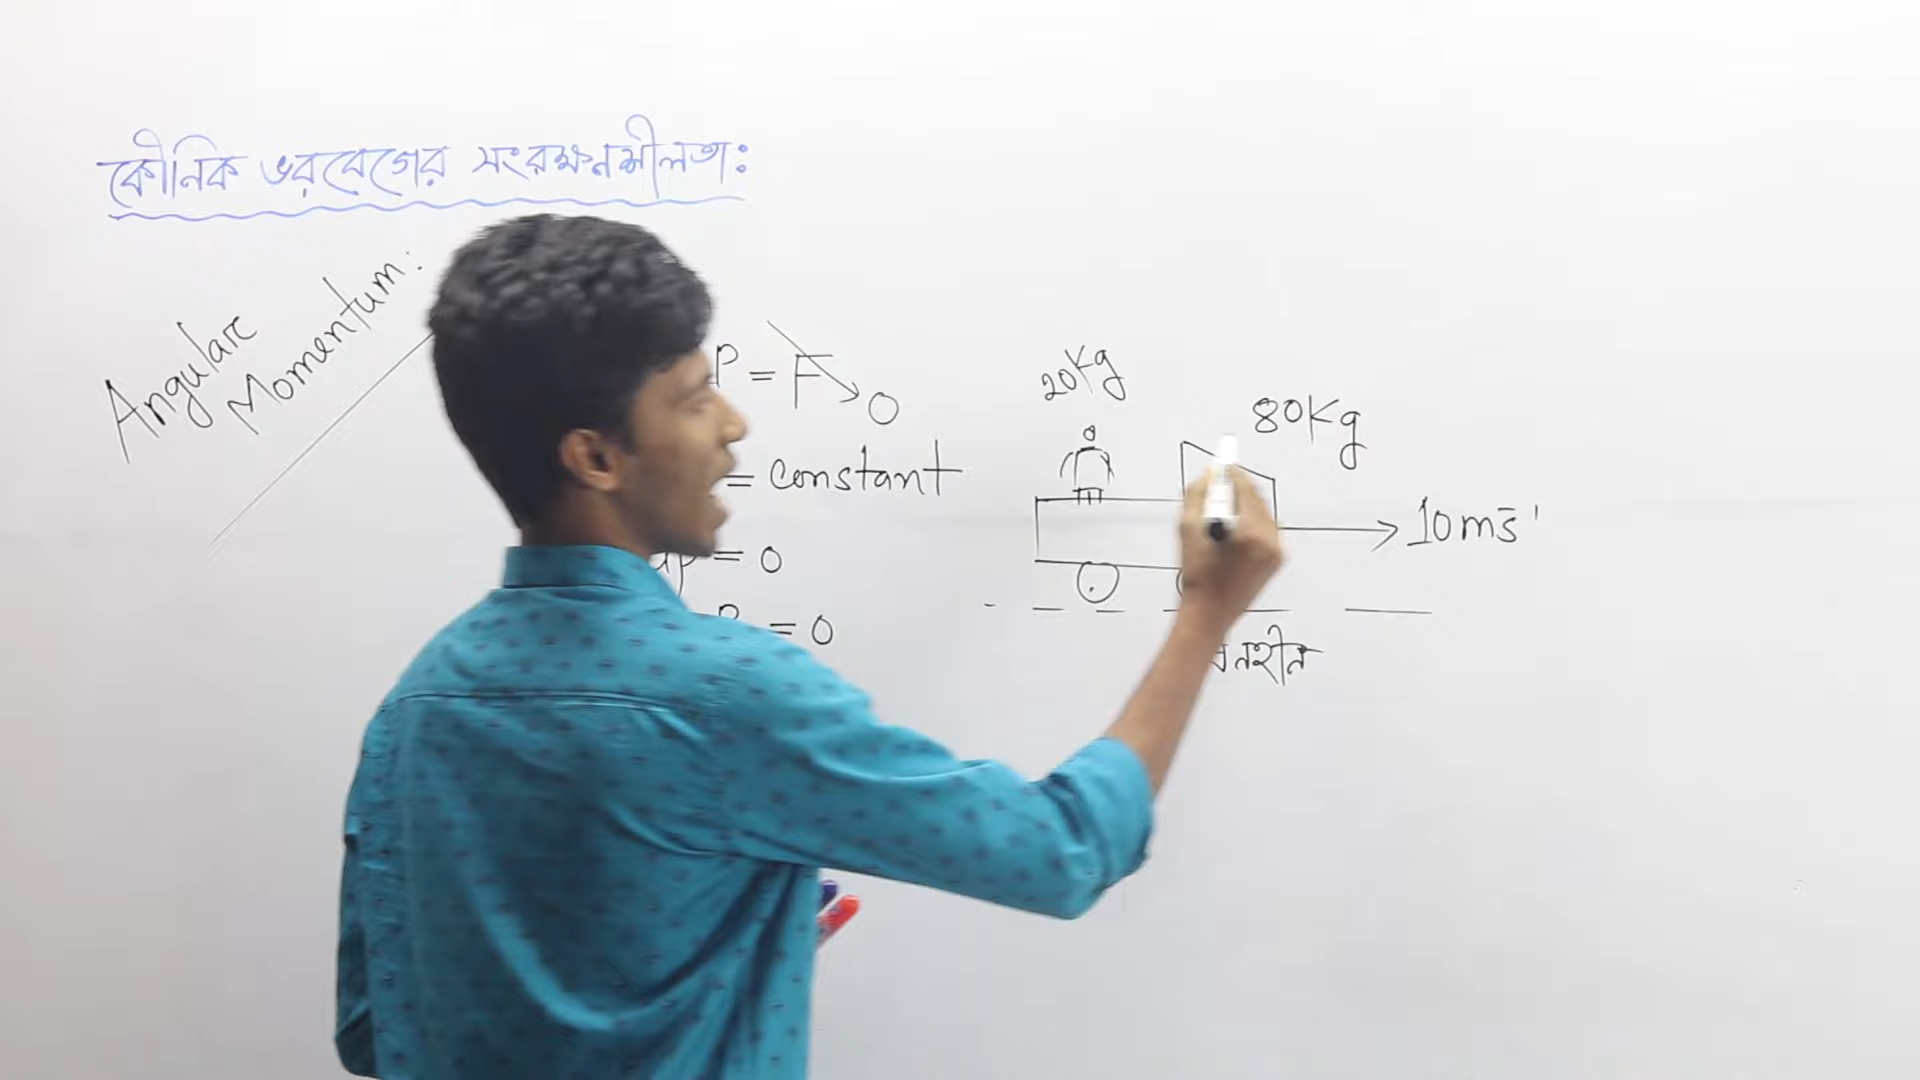 কৌনিক ভরবেগের সংরক্ষনশীলতা:
Angular
Momentum:
P = F → 0
= constant
= 0
= 0
20Kg
80Kg
10ms⁻¹